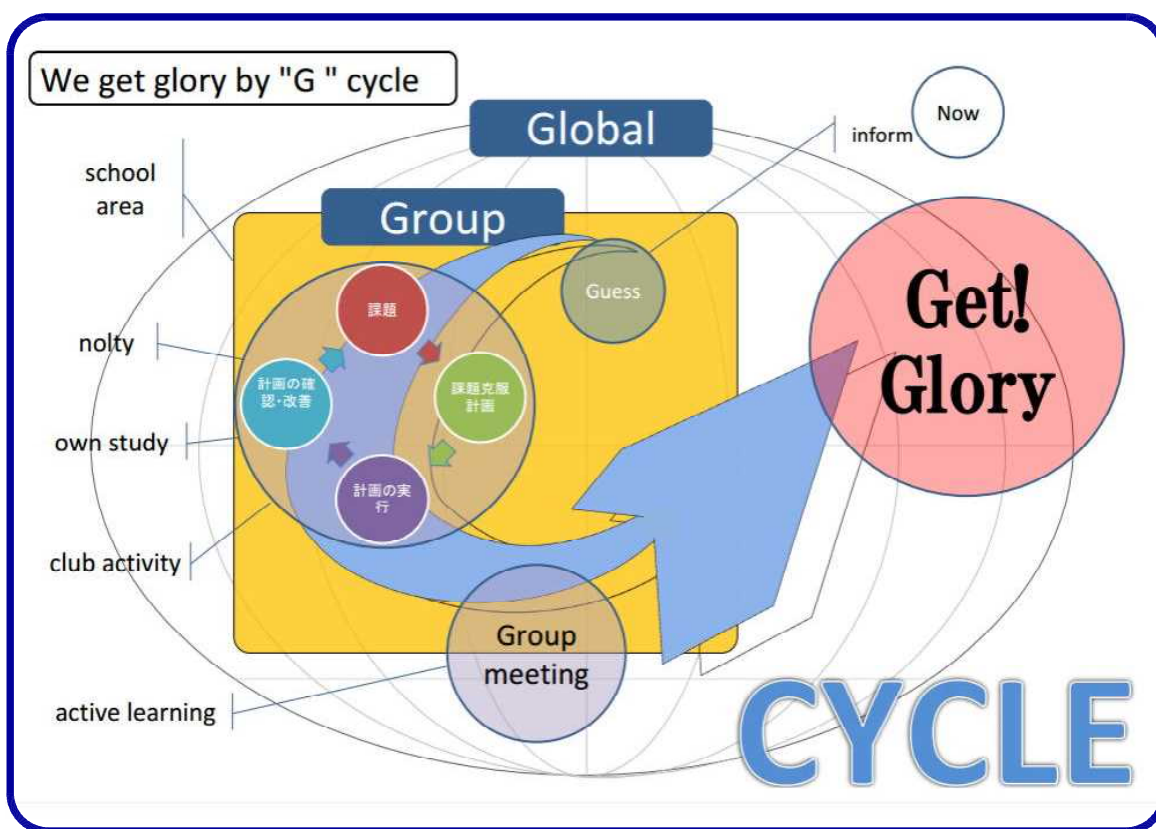 We get glory by "G " cycle
Global
Now
inform
school
area
Group
Guess
Get!
Glory
nolty
課題
計画の確
認・改善
課題克服
計画
own study
計画の実
行
club activity
Group
meeting
active learning
CYCLE